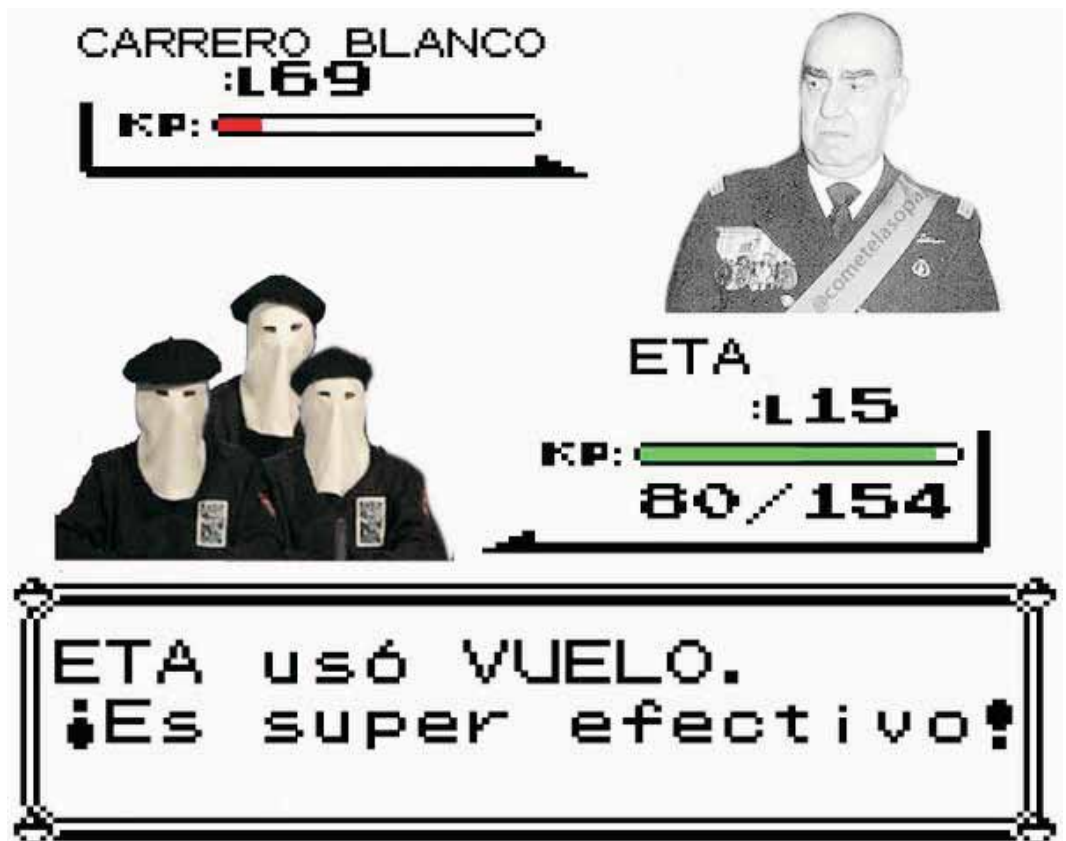 CARRERO BLANCO
:L69
KP:
@cometelasopa
ETA
:L15
KP:
80/154
ETA usó VUELO.
¡Es super efectivo!